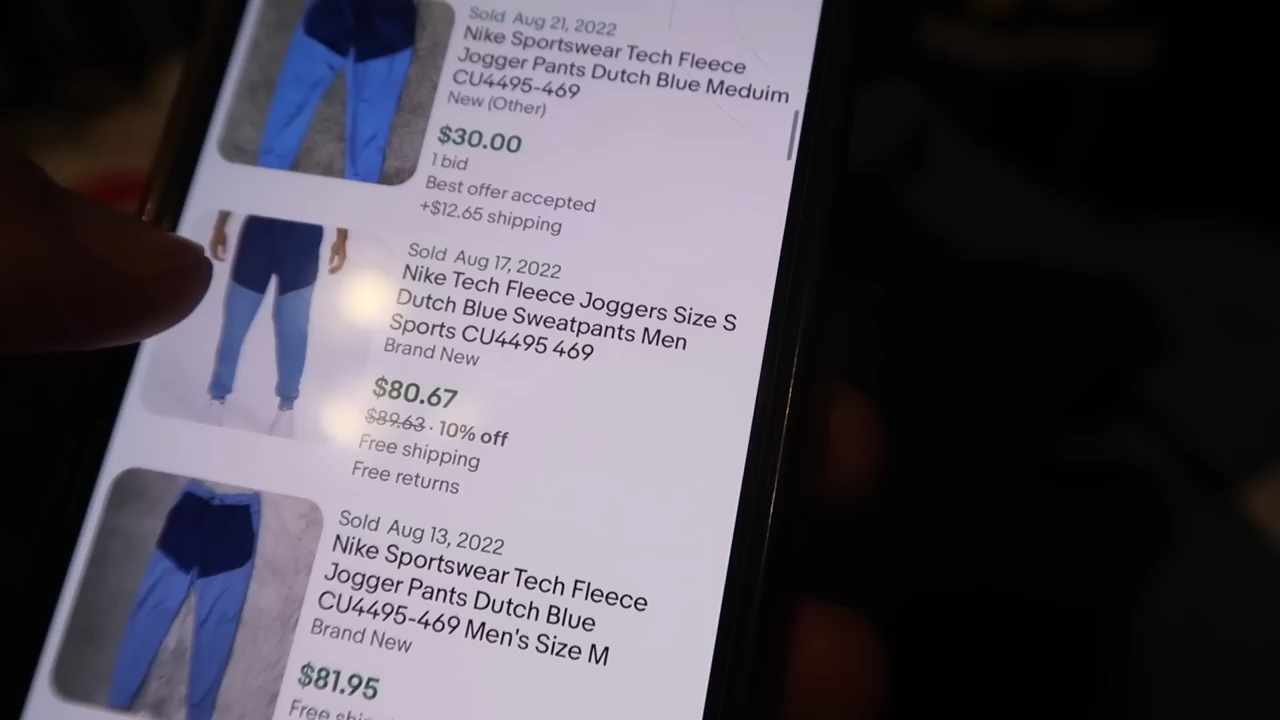 Sold Aug 21, 2022
Nike Sportswear Tech Fleece
Jogger Pants Dutch Blue Meduim
CU4495-469
New (Other)
$30.00
1 bid
Best offer accepted
+$12.65 shipping
Sold Aug 17, 2022
Nike Tech Fleece Joggers Size S
Dutch Blue Sweatpants Men
Sports CU4495 469
Brand New
$80.67
$89.63 · 10% off
Free shipping
Free returns
Sold Aug 13, 2022
Nike Sportswear Tech Fleece
Jogger Pants Dutch Blue
CU4495-469 Men's Size M
Brand New
$81.95
Free